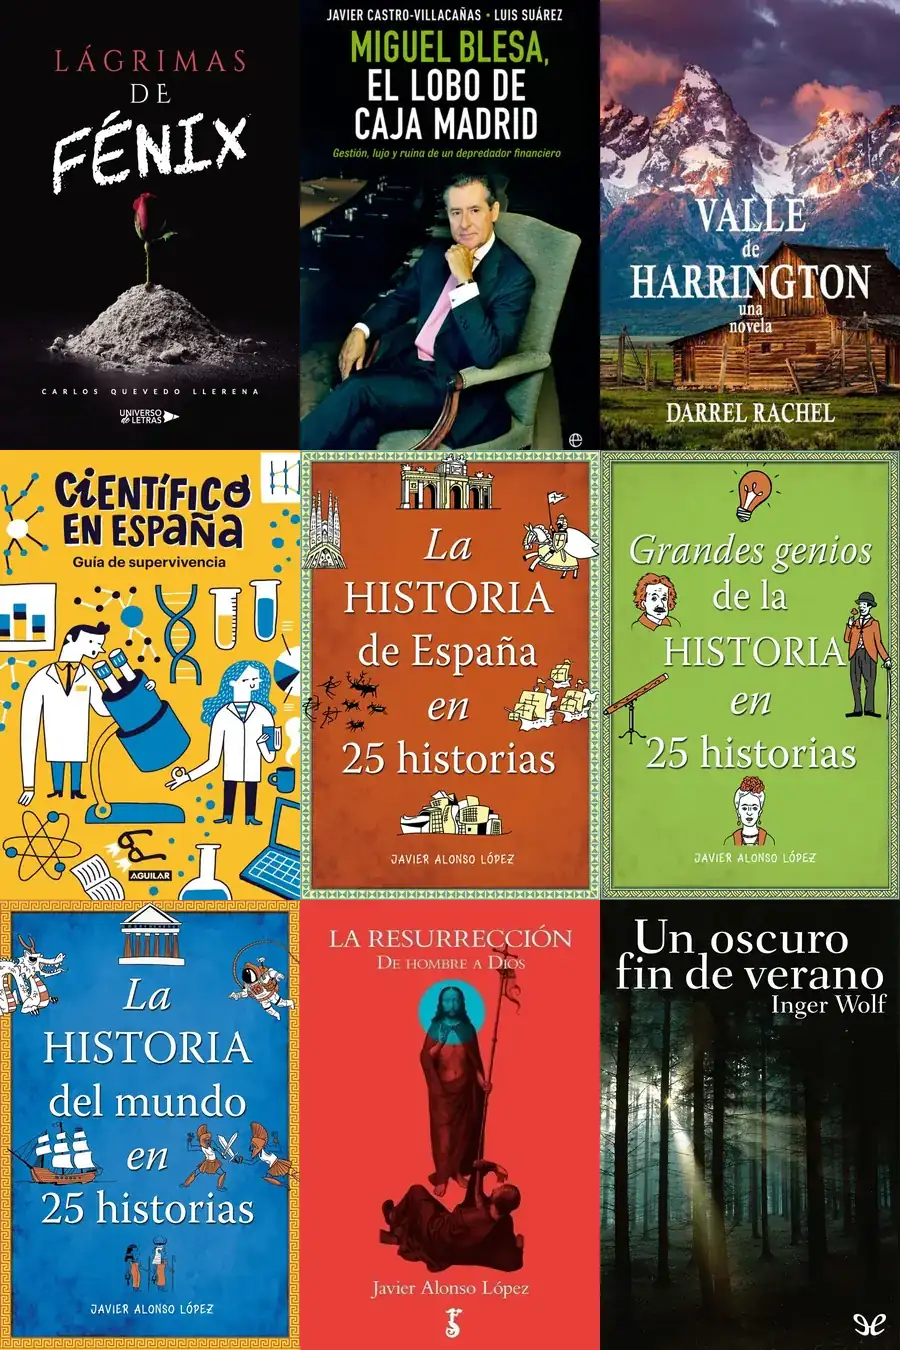 LÁGRIMAS
DE
FÉNIX
CARLOS QUEVEDO LLERENA
UNIVERSO
de LETRAS
JAVIER CASTRO-VILLACAÑAS • LUIS SUÁREZ
MIGUEL BLESA,
EL LOBO DE
CAJA MADRID
Gestión, lujo y ruina de un depredador financiero
e
VALLE
de
HARRINGTON
una
novela
DARREL RACHEL
CIENTÍFICO
EN ESPAÑA
Guía de supervivencia
AGUILAR
La
HISTORIA
de España
en
25 historias
JAVIER ALONSO LÓPEZ
Grandes genios
de la
HISTORIA
en
25 historias
JAVIER ALONSO LÓPEZ
La
HISTORIA
del mundo
en
25 historias
JAVIER ALONSO LÓPEZ
LA RESURRECCIÓN
DE HOMBRE A DIOS
Javier Alonso López
Un oscuro
fin de verano
Inger Wolf